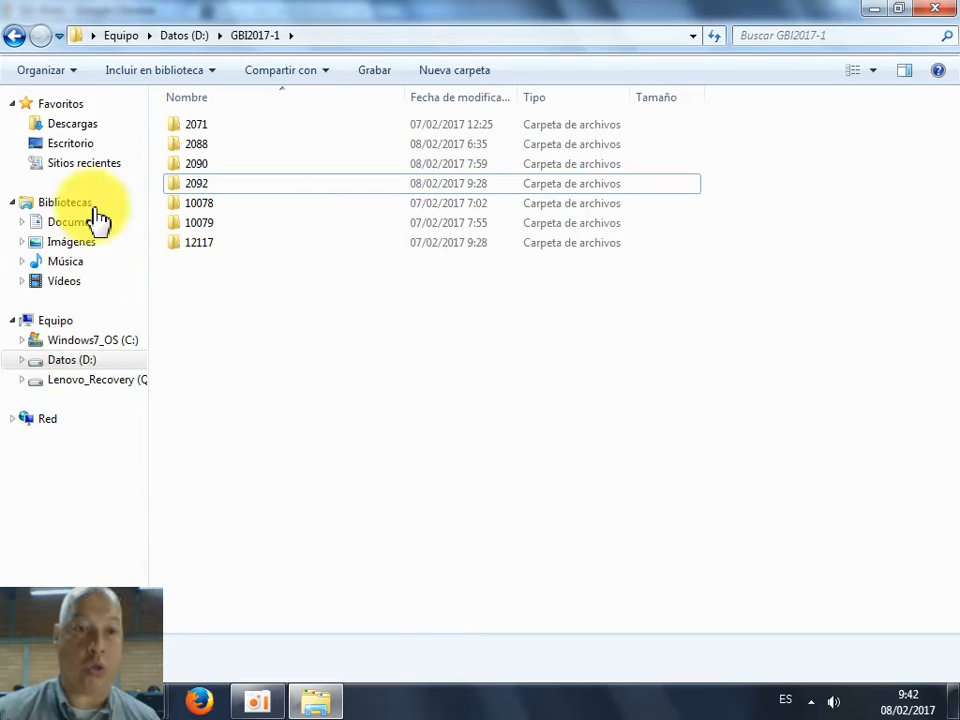 Equipo Datos (D:) GBI2017-1
Buscar GBI2017-1
Organizar Incluir en biblioteca Compartir con Grabar Nueva carpeta
Favoritos
Descargas
Escritorio
Sitios recientes
Bibliotecas
Docum
Imágenes
Música
Vídeos
Equipo
Windows7_OS (C:)
Datos (D:)
Lenovo_Recovery (Q
Red
Nombre Fecha de modifica... Tipo Tamaño
2071 07/02/2017 12:25 Carpeta de archivos
2088 08/02/2017 6:35 Carpeta de archivos
2090 08/02/2017 7:59 Carpeta de archivos
2092 08/02/2017 9:28 Carpeta de archivos
10078 07/02/2017 7:02 Carpeta de archivos
10079 07/02/2017 7:55 Carpeta de archivos
12117 07/02/2017 9:28 Carpeta de archivos
ES
9:42
08/02/2017